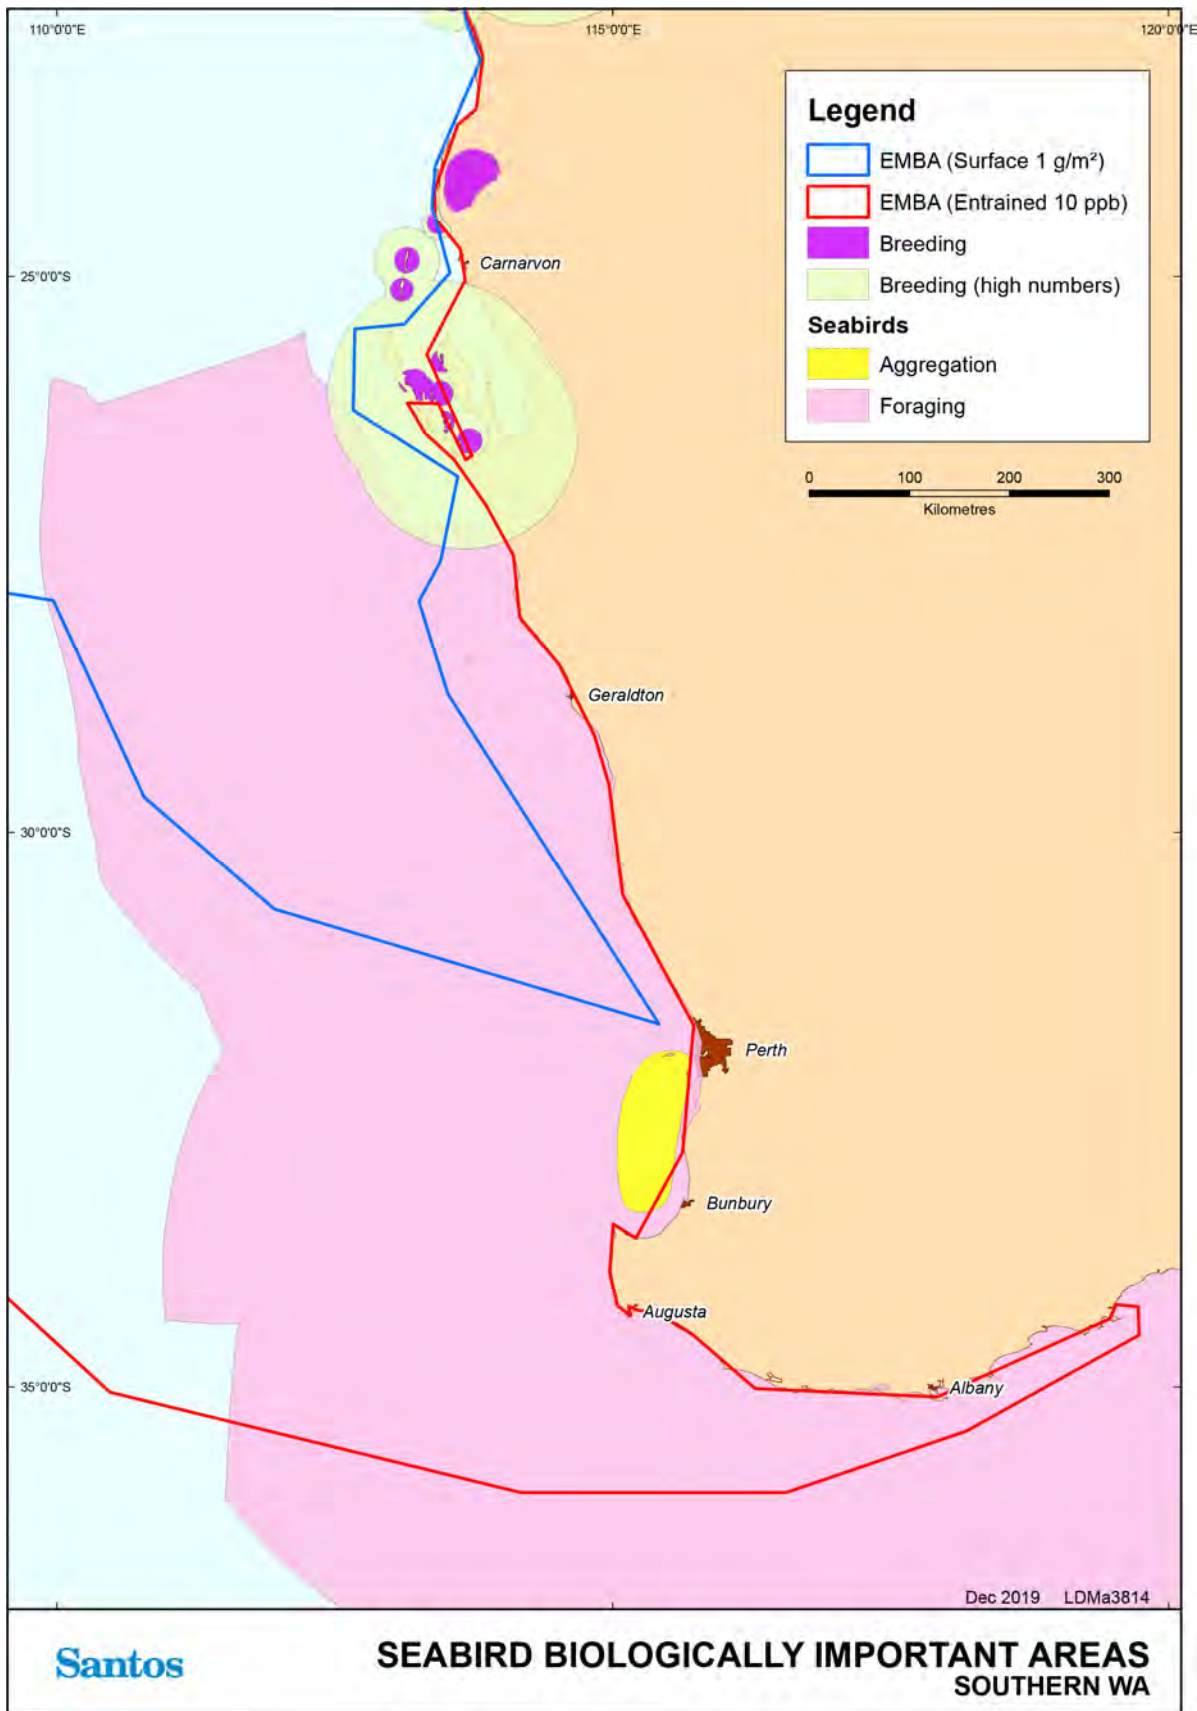 110°0'0"E 115°0'0"E 120°0'0"E
Legend
EMBA (Surface 1 g/m²)
EMBA (Entrained 10 ppb)
Breeding
Breeding (high numbers)
Seabirds
Aggregation
Foraging
0 100 200 300
Kilometres
Carnarvon
25°0'0"S
Geraldton
30°0'0"S
Perth
Bunbury
Augusta
35°0'0"S
Albany
Dec 2019 LDMa3814
Santos
SEABIRD BIOLOGICALLY IMPORTANT AREAS
SOUTHERN WA